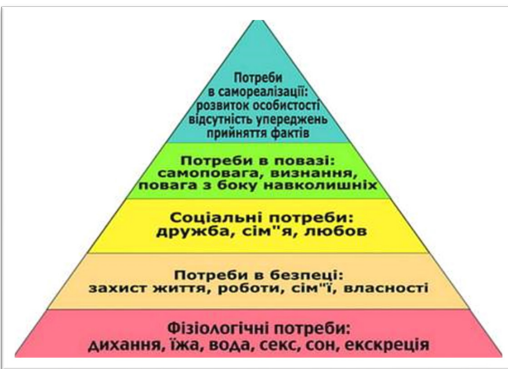 Потреби
в самореалізації:
розвиток особистості
відсутність упереджень
прийняття фактів
Потреби в повазі:
самоповага, визнання,
повага з боку навколишніх
Соціальні потреби:
дружба, сім"я, любов
Потреби в безпеці:
захист життя, роботи, сім"ї, власності
Фізіологічні потреби:
дихання, їжа, вода, секс, сон, екскреція